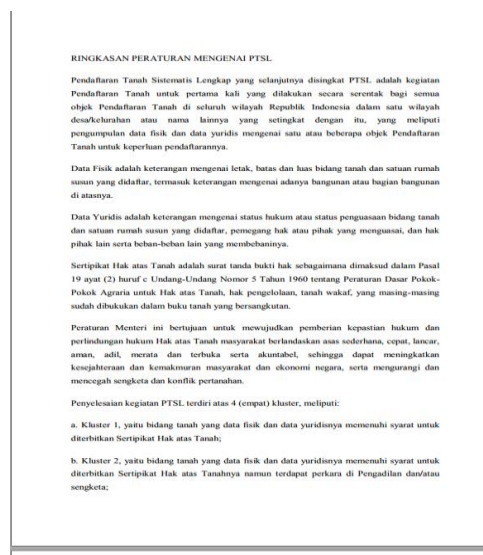 RINGKASAN PERATURAN MENGENAI PTSL
Pendaftaran Tanah Sistematis Lengkap yang selanjutnya disingkat PTSL adalah kegiatan
Pendaftaran Tanah untuk pertama kali yang dilakukan secara serentak bagi semua
objek Pendaftaran Tanah di seluruh wilayah Republik Indonesia dalam satu wilayah
desa/kelurahan atau nama lainnya yang setingkat dengan itu, yang meliputi
pengumpulan data fisik dan data yuridis mengenai satu atau beberapa objek Pendaftaran
Tanah untuk keperluan pendaftarannya.
Data Fisik adalah keterangan mengenai letak, batas dan luas bidang tanah dan satuan rumah
susun yang didaftar, termasuk keterangan mengenai adanya bangunan atau bagian bangunan
di atasnya.
Data Yuridis adalah keterangan mengenai status hukum atau status penguasaan bidang tanah
dan satuan rumah susun yang didaftar, pemegang hak atau pihak yang menguasai, dan hak
pihak lain serta beban-beban lain yang membebaninya.
Sertipikat Hak atas Tanah adalah surat tanda bukti hak sebagaimana dimaksud dalam Pasal
19 ayat (2) huruf c Undang-Undang Nomor 5 Tahun 1960 tentang Peraturan Dasar Pokok-
Pokok Agraria untuk Hak atas Tanah, hak pengelolaan, tanah wakaf, yang masing-masing
sudah dibukukan dalam buku tanah yang bersangkutan.
Peraturan Menteri ini bertujuan untuk mewujudkan pemberian kepastian hukum dan
perlindungan hukum Hak atas Tanah masyarakat berlandaskan asas sederhana, cepat, lancar,
aman, adil, merata dan terbuka serta akuntabel, sehingga dapat meningkatkan
kesejahteraan dan kemakmuran masyarakat dan ekonomi negara, serta mengurangi dan
mencegah sengketa dan konflik pertanahan.
Penyelesaian kegiatan PTSL terdiri atas 4 (empat) kluster, meliputi:
a. Kluster 1, yaitu bidang tanah yang data fisik dan data yuridisnya memenuhi syarat untuk
diterbitkan Sertipikat Hak atas Tanah;
b. Kluster 2, yaitu bidang tanah yang data fisik dan data yuridisnya memenuhi syarat untuk
diterbitkan Sertipikat Hak atas Tanahnya namun terdapat perkara di Pengadilan dan/atau
sengketa;